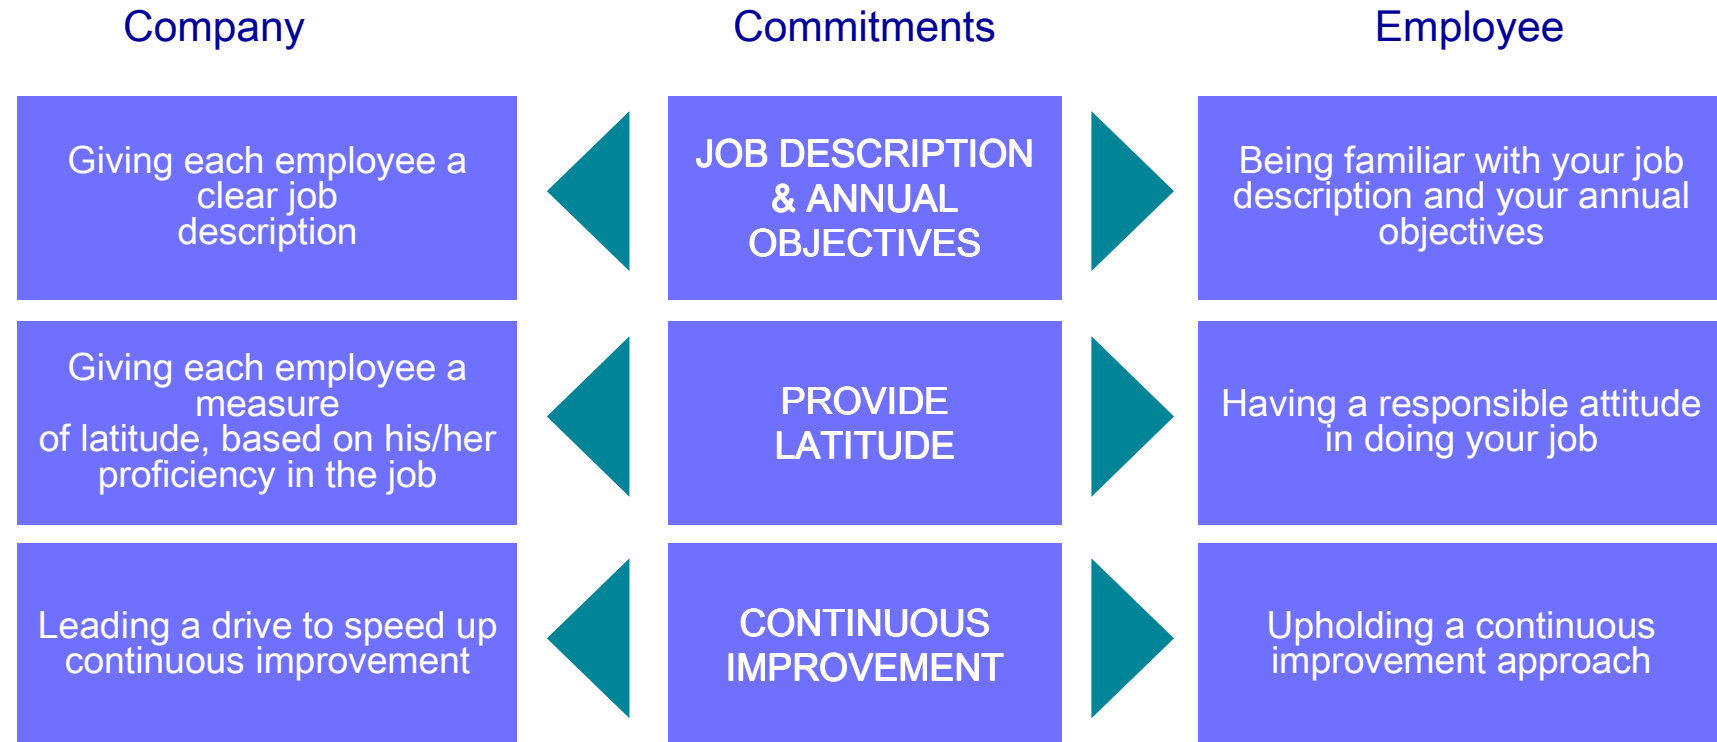 Company
Commitments
Employee
Giving each employee a
clear job
description
JOB DESCRIPTION
& ANNUAL
OBJECTIVES
Being familiar with your job
description and your annual
objectives
Giving each employee a
measure
of latitude, based on his/her
proficiency in the job
PROVIDE
LATITUDE
Having a responsible attitude
in doing your job
Leading a drive to speed up
continuous improvement
CONTINUOUS
IMPROVEMENT
Upholding a continuous
improvement approach